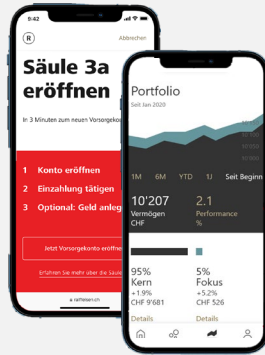 9:42
R
Abbrechen
Säule 3a
eröffnen
In 3 Minuten zum neuen Vorsorgekon
1 Konto eröffnen
2 Einzahlung tätigen
3 Optional: Geld anleg
Jetzt Vorsorgekonto eröffne
Erfahren Sie mehr über die Säule
raiffeisen.ch
Portfolio
Seit Jan 2020
1M 6M YTD 1J Seit Beginn
10'207
Vermögen
CHF
2.1
Performance
%
95%
Kern
+1.9%
CHF 9'681
Details
5%
Fokus
+5.2%
CHF 526
Details